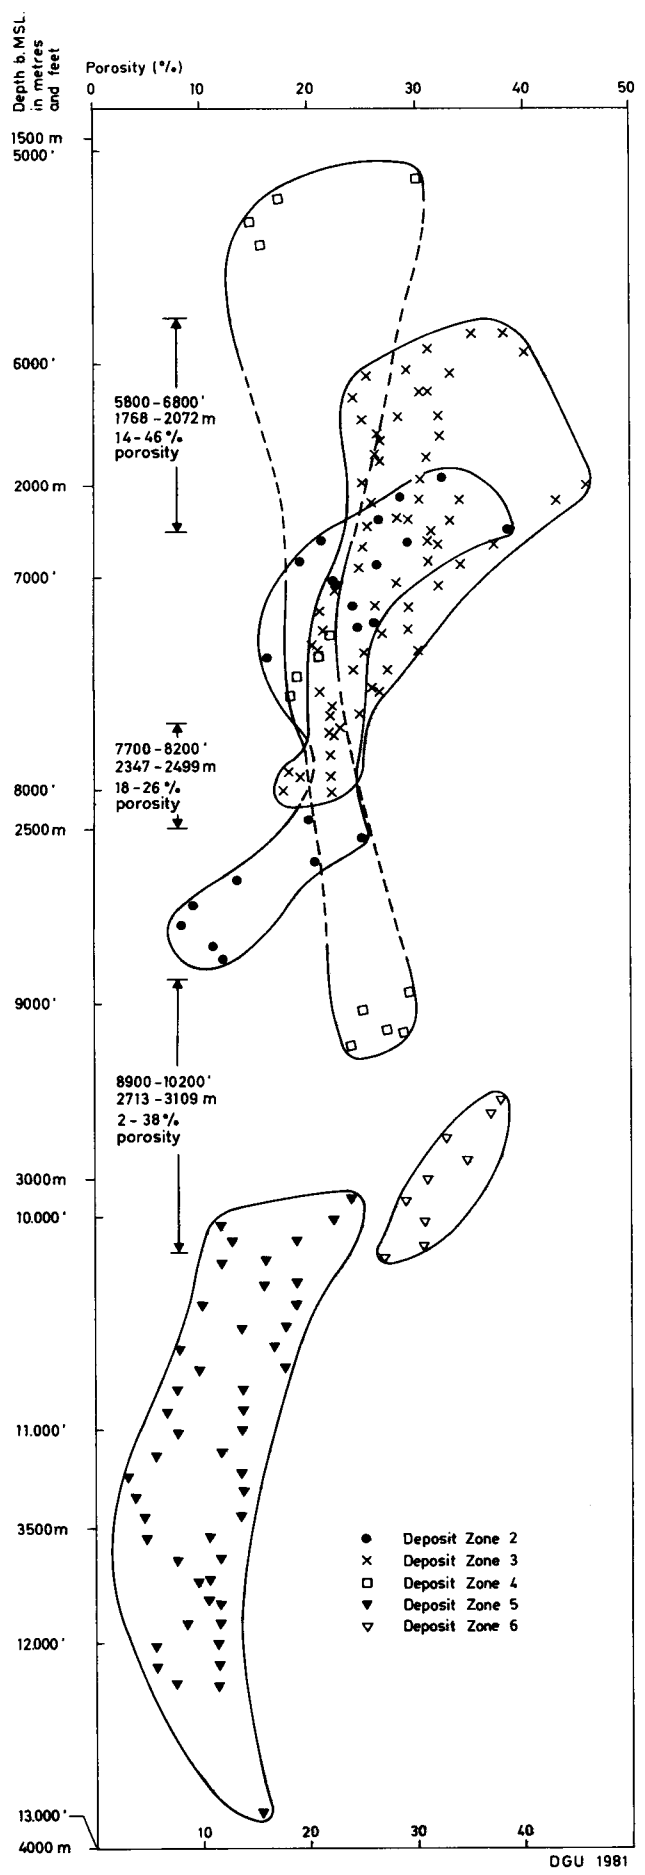 Depth b. MSL.
in metres
and feet
Porosity (%)
0 10 20 30 40 50
1500 m
5000'
6000'
5800-6800'
1768-2072 m
14-46 %
porosity
2000 m
7000'
7700-8200'
2347-2499 m
18-26 %
porosity
8000'
2500 m
9000'
8900-10200'
2713-3109 m
2-38 %
porosity
3000 m
10.000'
11.000'
3500 m
Deposit Zone 2
Deposit Zone 3
Deposit Zone 4
Deposit Zone 5
Deposit Zone 6
12.000'
13.000'
4000 m
10 20 30 40
DGU 1981